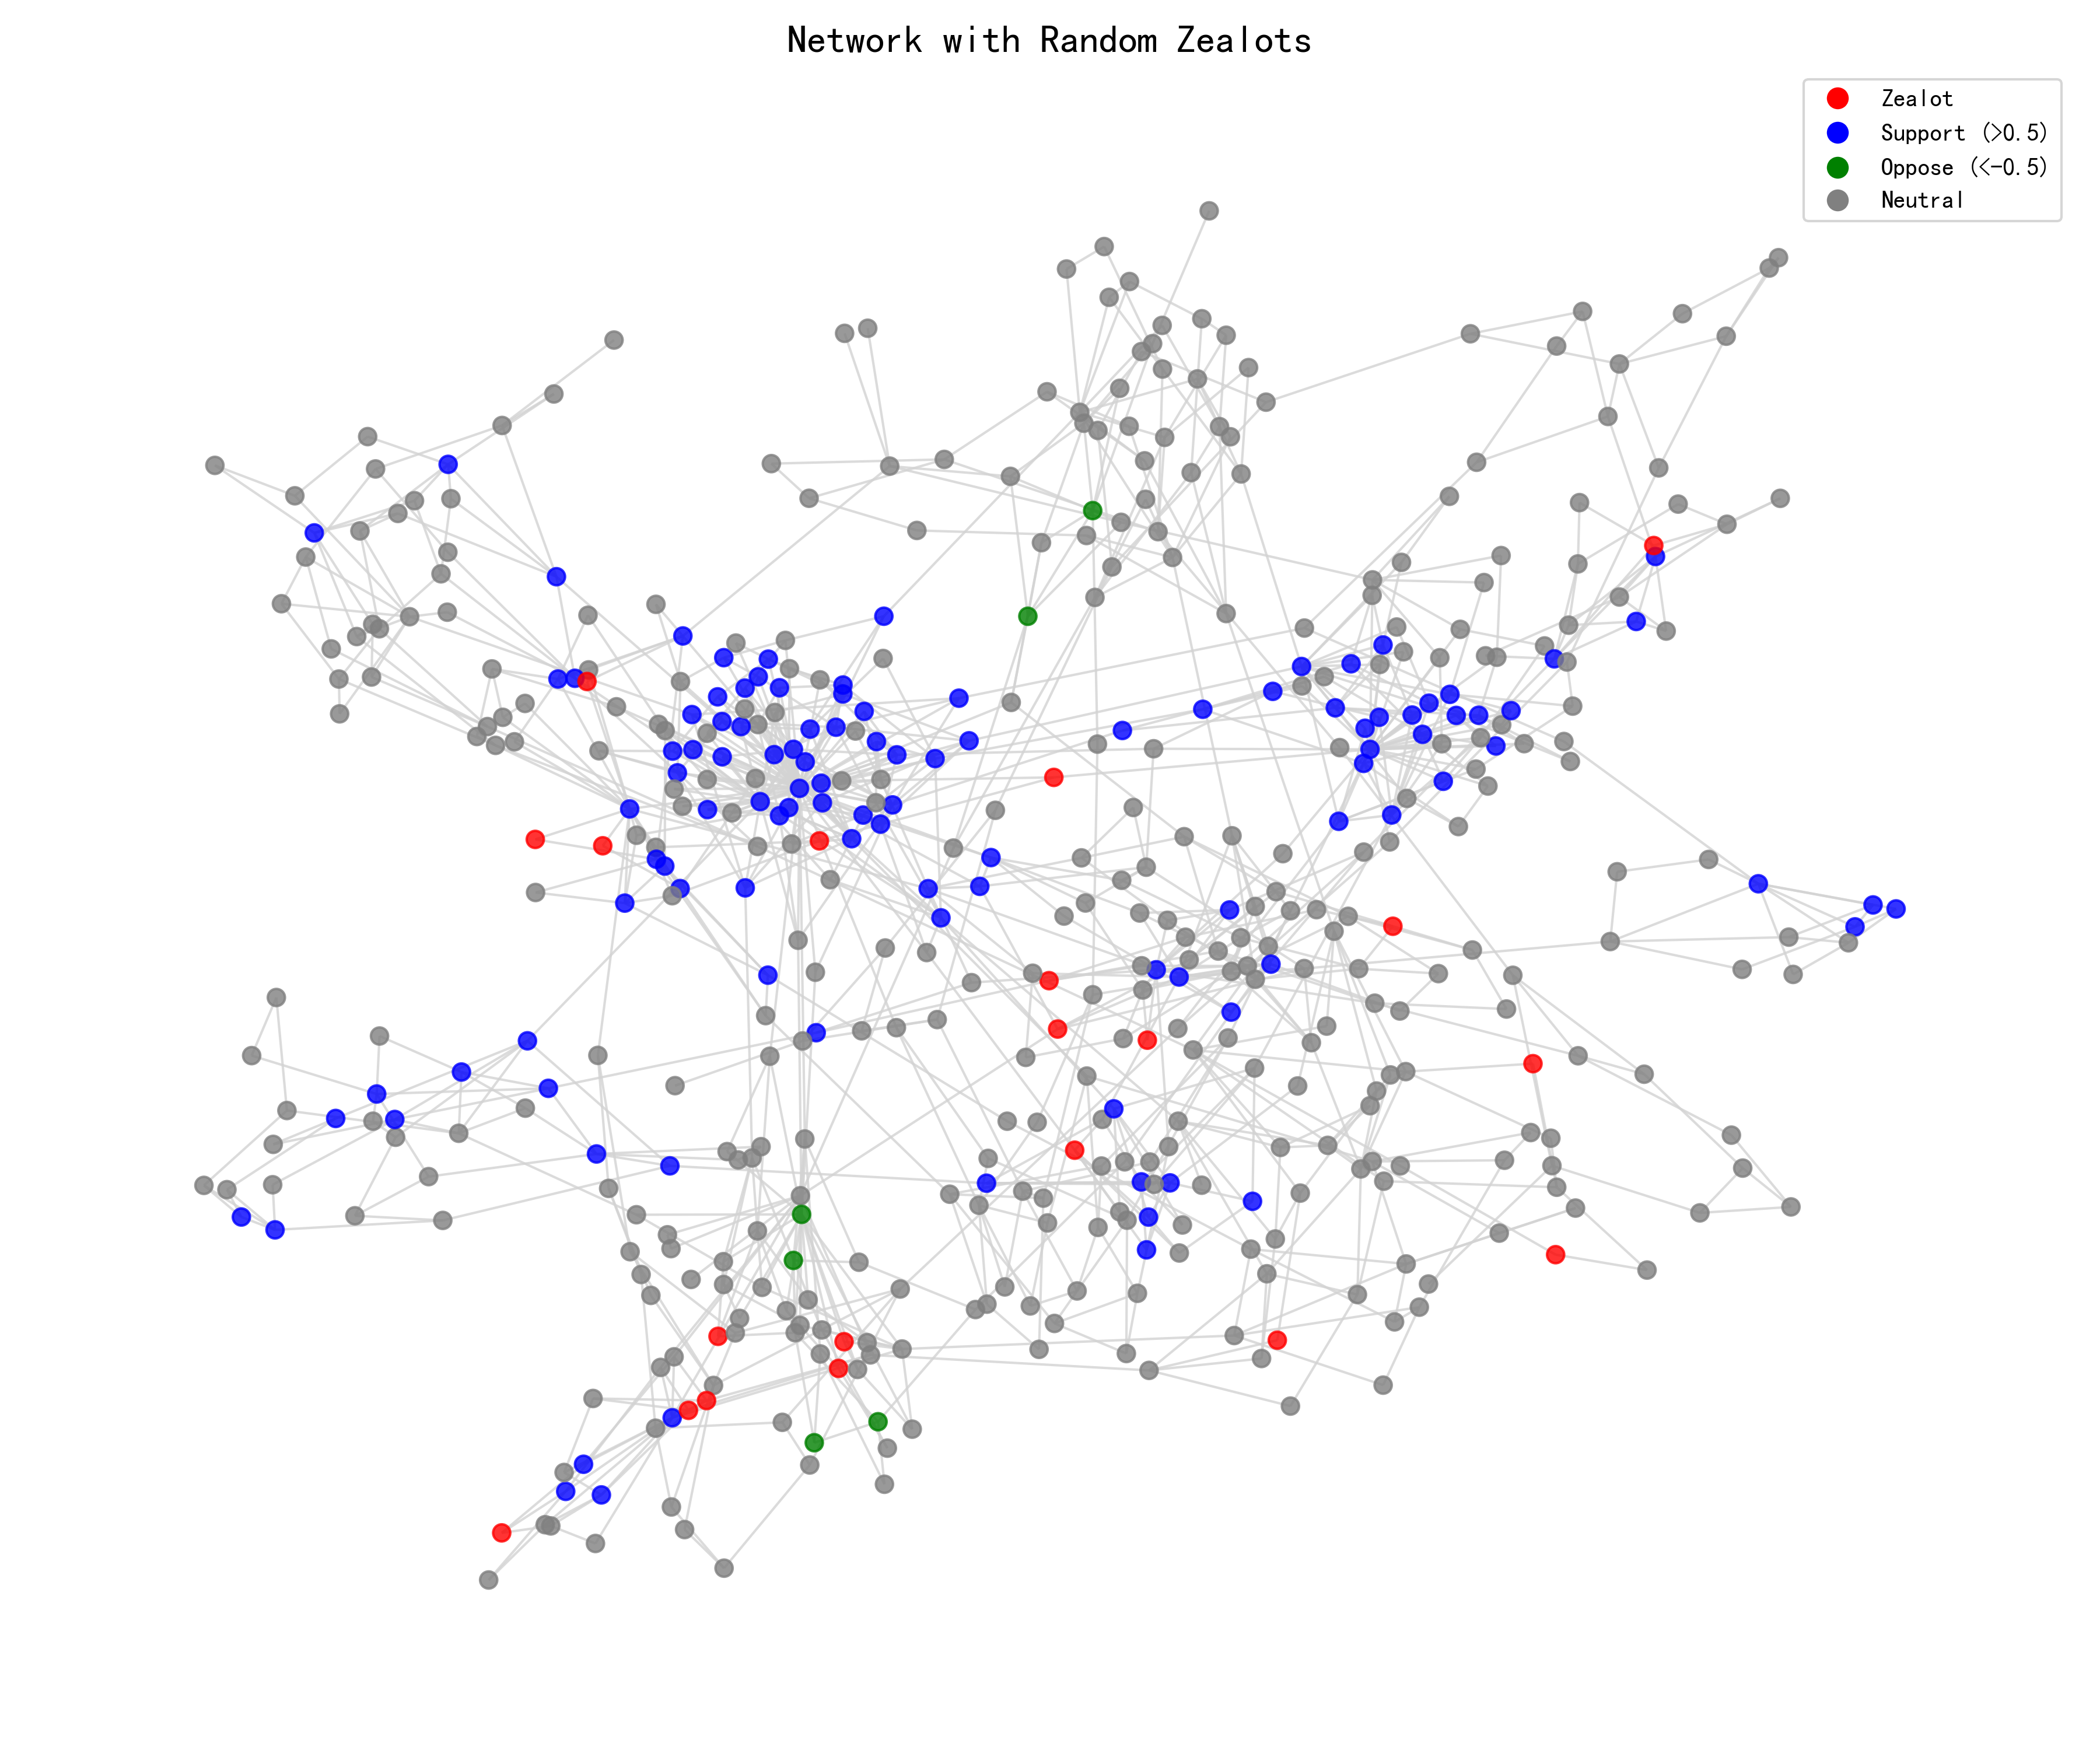 Network with Random Zealots
Zealot
Support (>0.5)
Oppose (<-0.5)
Neutral